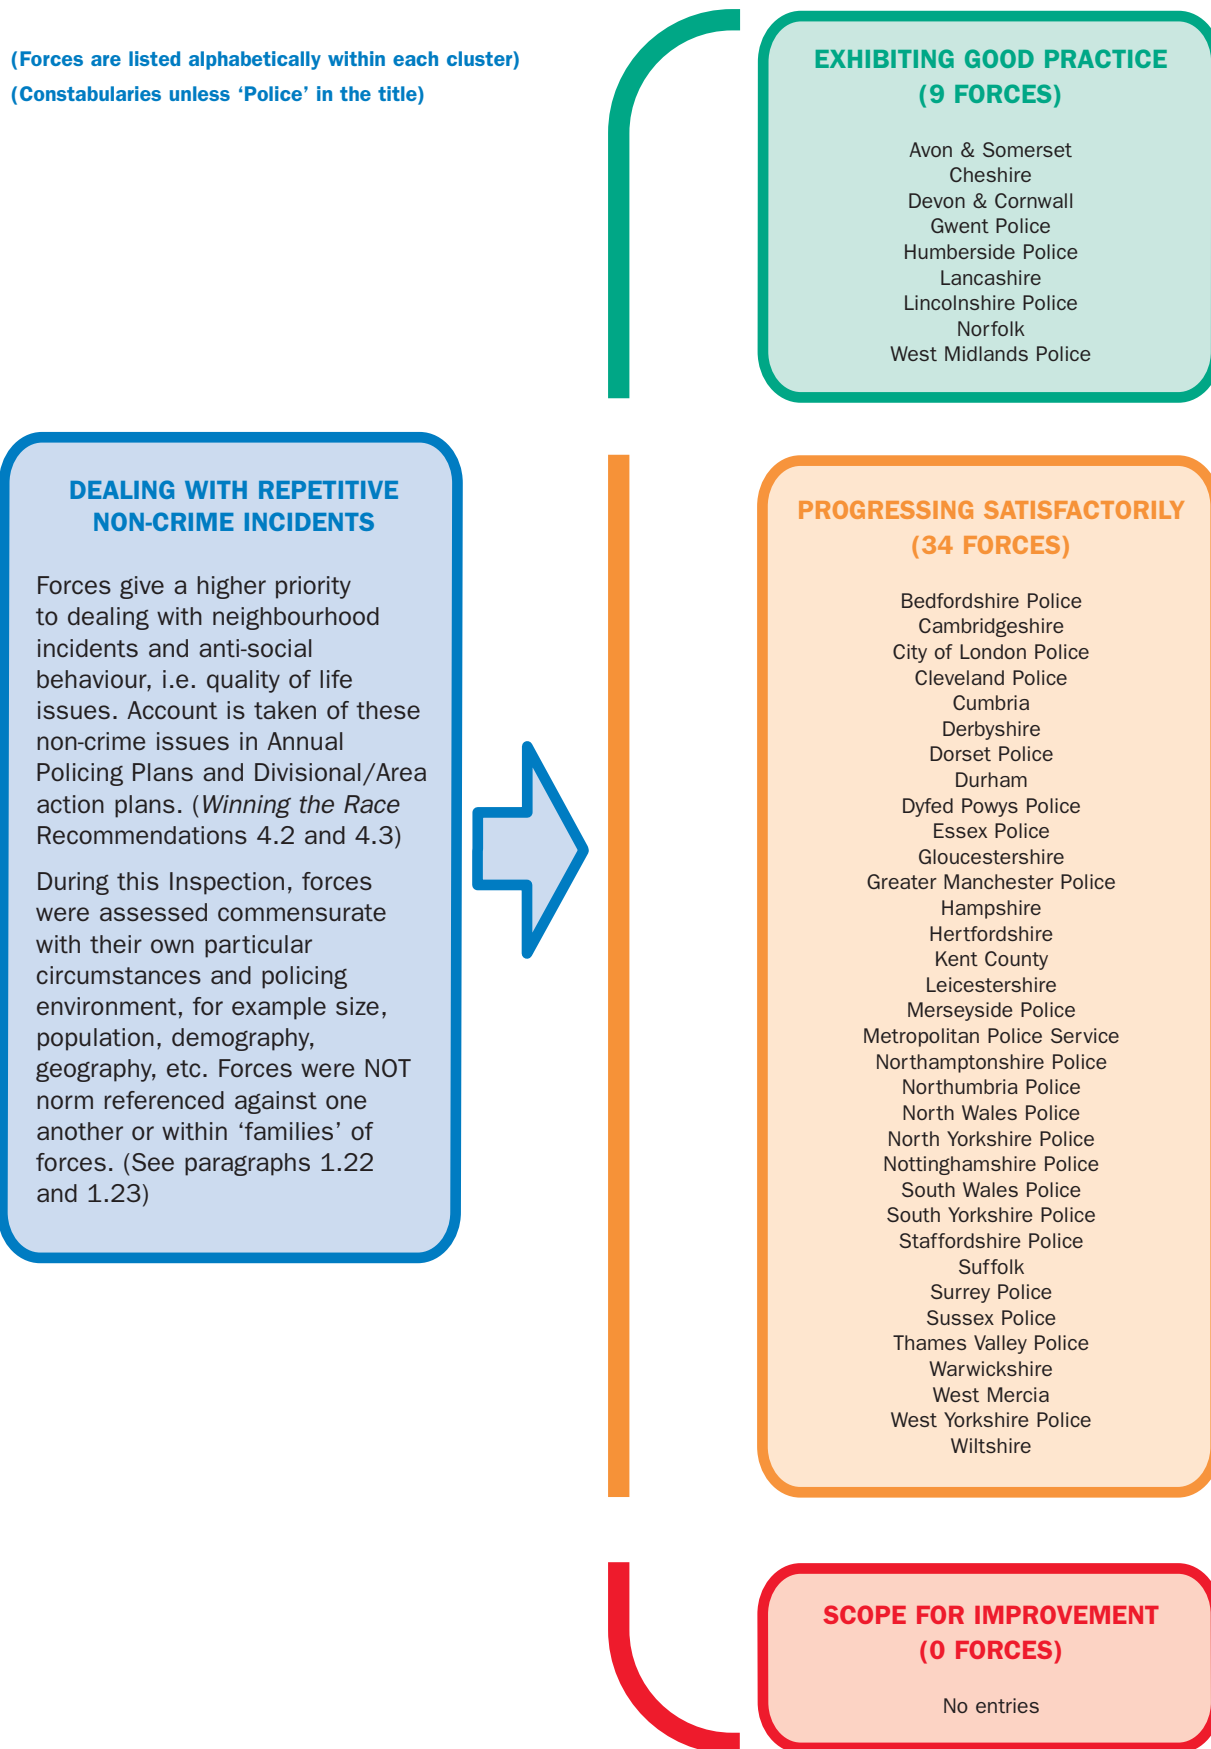 (Forces are listed alphabetically within each cluster)
(Constabularies unless ‘Police’ in the title)
EXHIBITING GOOD PRACTICE
(9 FORCES)
Avon & Somerset
Cheshire
Devon & Cornwall
Gwent Police
Humberside Police
Lancashire
Lincolnshire Police
Norfolk
West Midlands Police
DEALING WITH REPETITIVE
NON-CRIME INCIDENTS
Forces give a higher priority
to dealing with neighbourhood
incidents and anti-social
behaviour, i.e. quality of life
issues. Account is taken of these
non-crime issues in Annual
Policing Plans and Divisional/Area
action plans. (Winning the Race
Recommendations 4.2 and 4.3)
During this Inspection, forces
were assessed commensurate
with their own particular
circumstances and policing
environment, for example size,
population, demography,
geography, etc. Forces were NOT
norm referenced against one
another or within ‘families’ of
forces. (See paragraphs 1.22
and 1.23)
PROGRESSING SATISFACTORILY
(34 FORCES)
Bedfordshire Police
Cambridgeshire
City of London Police
Cleveland Police
Cumbria
Derbyshire
Dorset Police
Durham
Dyfed Powys Police
Essex Police
Gloucestershire
Greater Manchester Police
Hampshire
Hertfordshire
Kent County
Leicestershire
Merseyside Police
Metropolitan Police Service
Northamptonshire Police
Northumbria Police
North Wales Police
North Yorkshire Police
Nottinghamshire Police
South Wales Police
South Yorkshire Police
Staffordshire Police
Suffolk
Surrey Police
Sussex Police
Thames Valley Police
Warwickshire
West Mercia
West Yorkshire Police
Wiltshire
SCOPE FOR IMPROVEMENT
(0 FORCES)
No entries